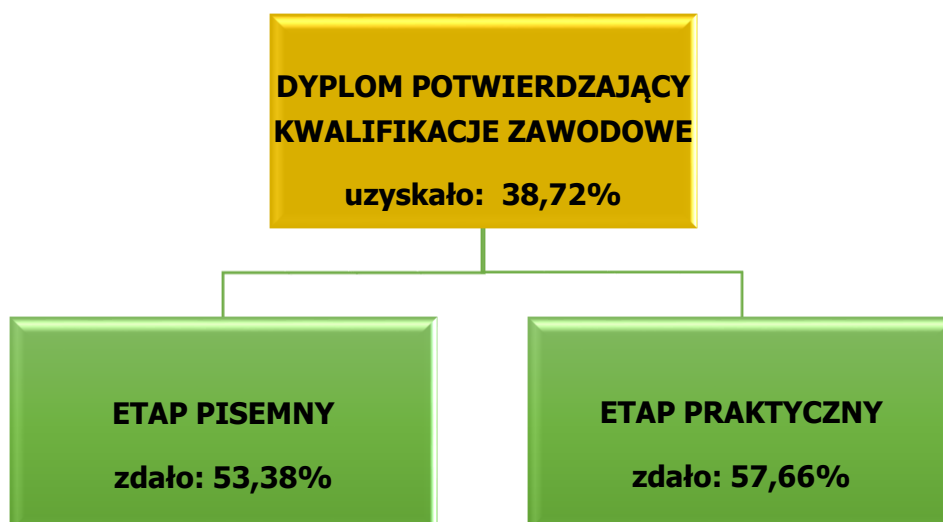 DYPLOM POTWIERDZAJĄCY
KWALIFIKACJE ZAWODOWE
uzyskało:  38,72%
ETAP PISEMNY
zdało: 53,38%
ETAP PRAKTYCZNY
zdało: 57,66%